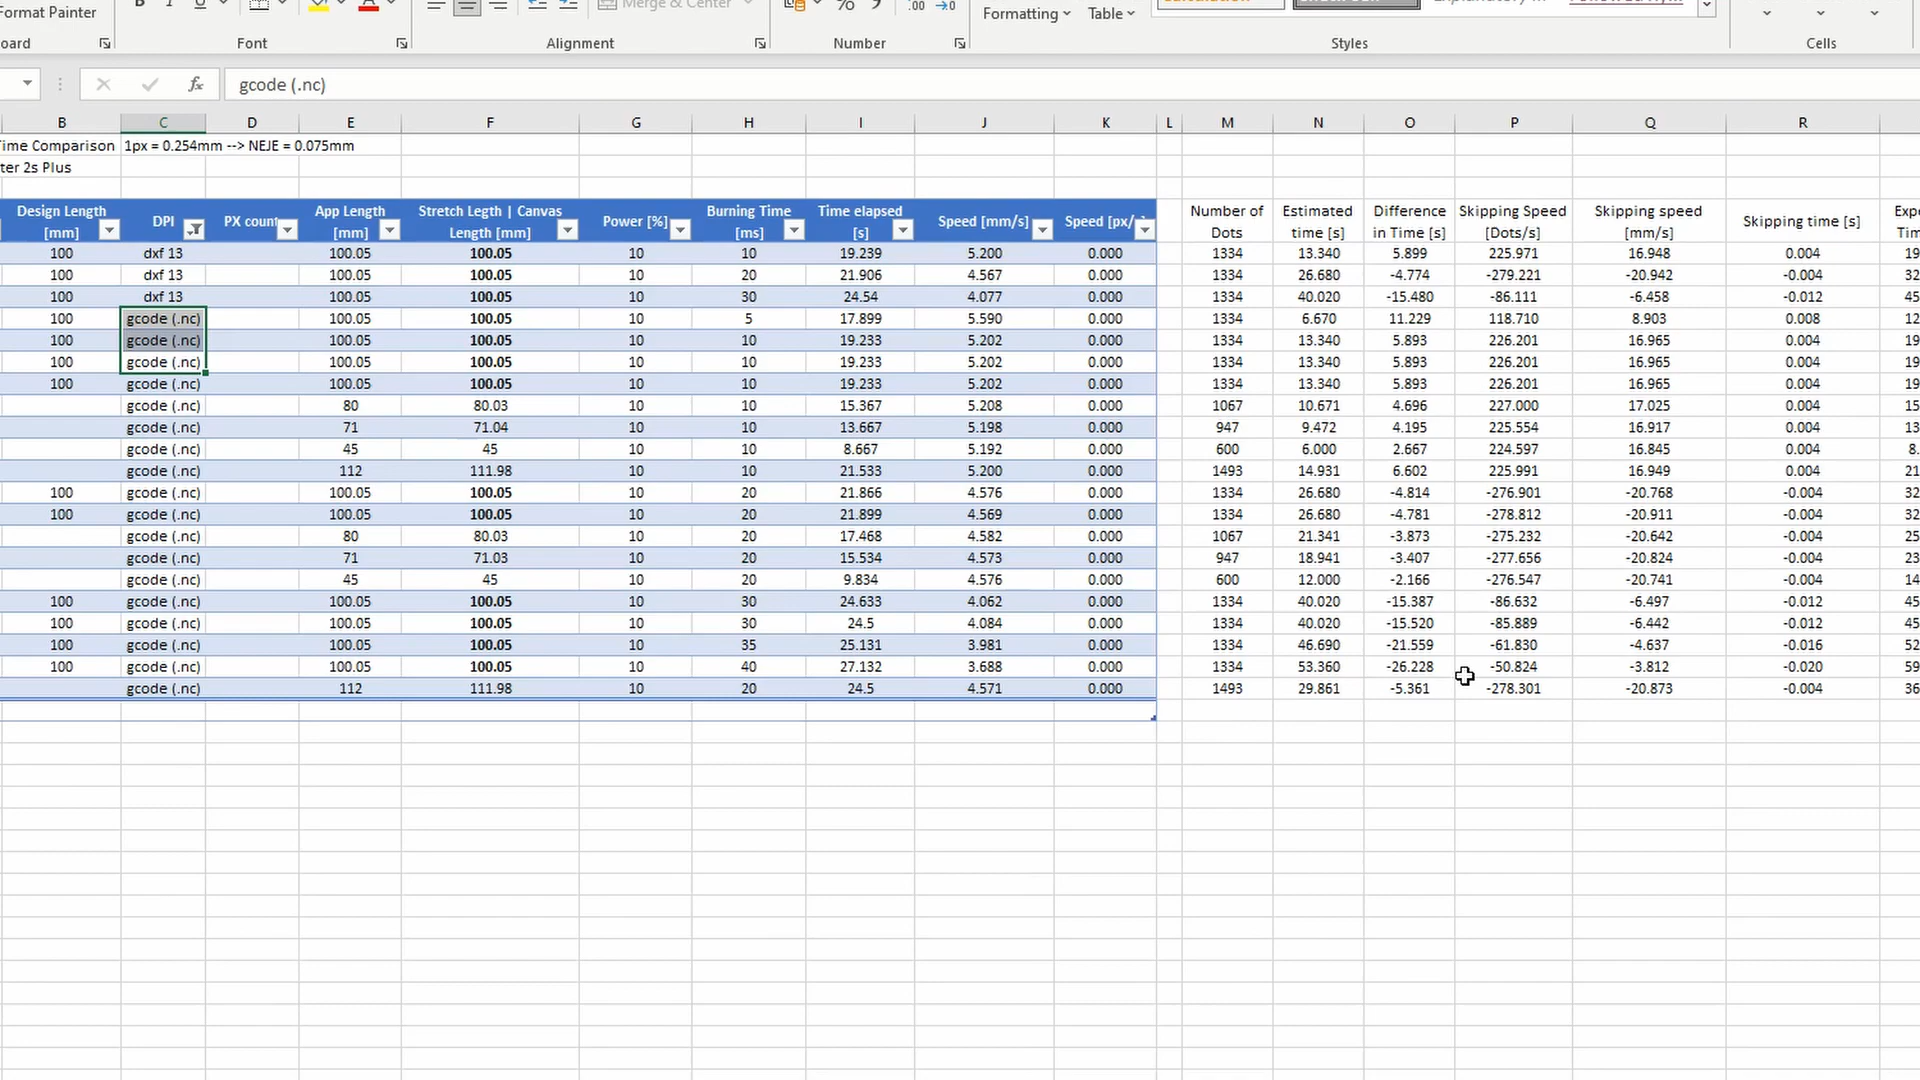 Format Painter
Merge & Center
Formatting
Table
oard
Font
Alignment
Number
Styles
Cells
fx
gcode (.nc)
B C D E F G H I J K L M N O P Q R
Time Comparison 1px = 0.254mm --> NEJE = 0.075mm
ter 2s Plus
Design Length [mm] DPI PX count App Length [mm] Stretch Legth | Canvas Length [mm] Power [%] Burning Time [ms] Time elapsed [s] Speed [mm/s] Speed [px/ Number of Dots Estimated time [s] Difference in Time [s] Skipping Speed [Dots/s] Skipping speed [mm/s] Skipping time [s] Expe Tim
100 dxf 13 100.05 100.05 10 10 19.239 5.200 0.000 1334 13.340 5.899 225.971 16.948 0.004 19
100 dxf 13 100.05 100.05 10 20 21.906 4.567 0.000 1334 26.680 -4.774 -279.221 -20.942 -0.004 32
100 dxf 13 100.05 100.05 10 30 24.54 4.077 0.000 1334 40.020 -15.480 -86.111 -6.458 -0.012 45
100 gcode (.nc) 100.05 100.05 10 5 17.899 5.590 0.000 1334 6.670 11.229 118.710 8.903 0.008 12
100 gcode (.nc) 100.05 100.05 10 10 19.233 5.202 0.000 1334 13.340 5.893 226.201 16.965 0.004 19
100 gcode (.nc) 100.05 100.05 10 10 19.233 5.202 0.000 1334 13.340 5.893 226.201 16.965 0.004 19
100 gcode (.nc) 100.05 100.05 10 10 19.233 5.202 0.000 1334 13.340 5.893 226.201 16.965 0.004 19
gcode (.nc) 80 80.03 10 10 15.367 5.208 0.000 1067 10.671 4.696 227.000 17.025 0.004 15
gcode (.nc) 71 71.04 10 10 13.667 5.198 0.000 947 9.472 4.195 225.554 16.917 0.004 13
gcode (.nc) 45 45 10 10 8.667 5.192 0.000 600 6.000 2.667 224.597 16.845 0.004 8.
gcode (.nc) 112 111.98 10 10 21.533 5.200 0.000 1493 14.931 6.602 225.991 16.949 0.004 21
100 gcode (.nc) 100.05 100.05 10 20 21.866 4.576 0.000 1334 26.680 -4.814 -276.901 -20.768 -0.004 32
100 gcode (.nc) 100.05 100.05 10 20 21.899 4.569 0.000 1334 26.680 -4.781 -278.812 -20.911 -0.004 32
gcode (.nc) 80 80.03 10 20 17.468 4.582 0.000 1067 21.341 -3.873 -275.232 -20.642 -0.004 25
gcode (.nc) 71 71.03 10 20 15.534 4.573 0.000 947 18.941 -3.407 -277.656 -20.824 -0.004 23
gcode (.nc) 45 45 10 20 9.834 4.576 0.000 600 12.000 -2.166 -276.547 -20.741 -0.004 14
100 gcode (.nc) 100.05 100.05 10 30 24.633 4.062 0.000 1334 40.020 -15.387 -86.632 -6.497 -0.012 45
100 gcode (.nc) 100.05 100.05 10 30 24.5 4.084 0.000 1334 40.020 -15.520 -85.889 -6.442 -0.012 45
100 gcode (.nc) 100.05 100.05 10 35 25.131 3.981 0.000 1334 46.690 -21.559 -61.830 -4.637 -0.016 52
100 gcode (.nc) 100.05 100.05 10 40 27.132 3.688 0.000 1334 53.360 -26.228 -50.824 -3.812 -0.020 59
gcode (.nc) 112 111.98 10 20 24.5 4.571 0.000 1493 29.861 -5.361 -278.301 -20.873 -0.004 36